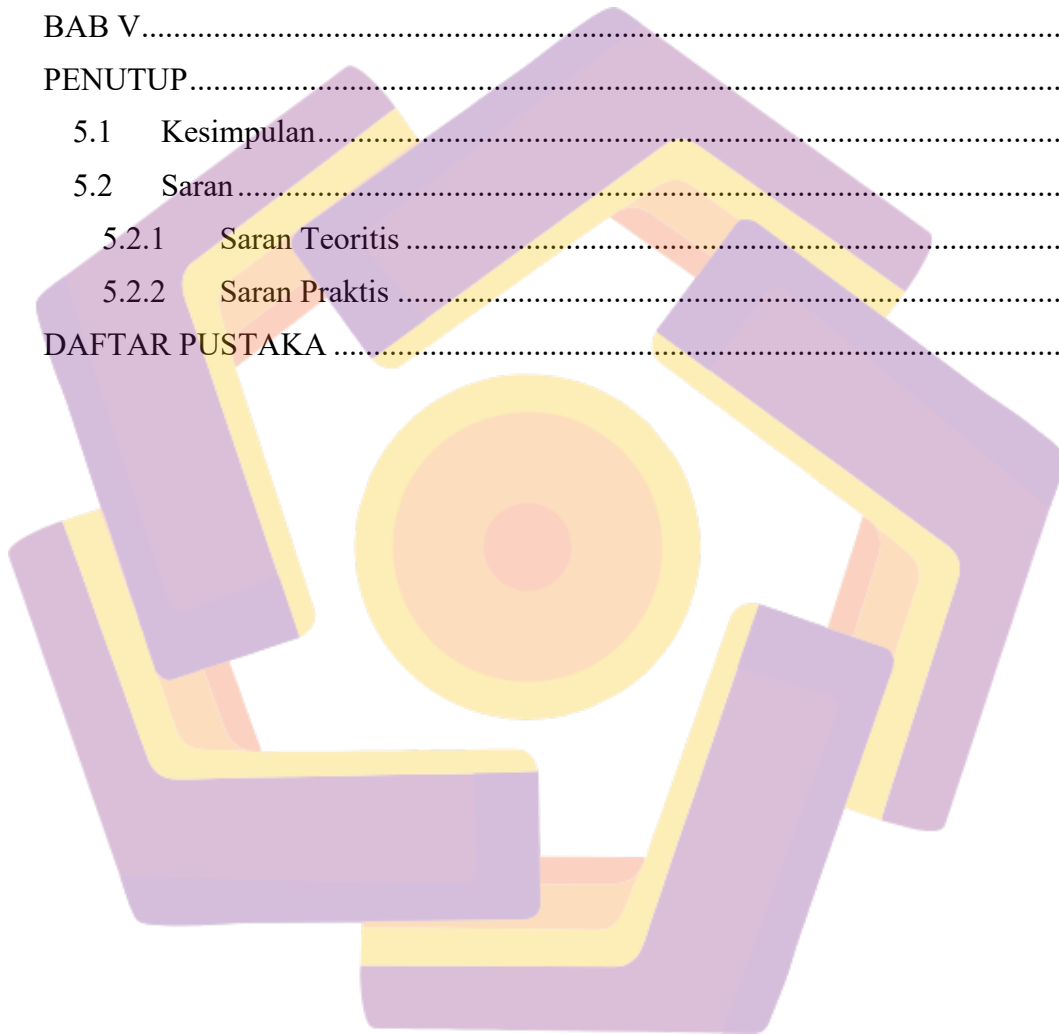 BAB V....................................................................................................................
PENUTUP..............................................................................................................
5.1 Kesimpulan..............................................................................................
5.2 Saran........................................................................................................
5.2.1 Saran Teoritis ...................................................................................
5.2.2 Saran Praktis ....................................................................................
DAFTAR PUSTAKA ............................................................................................